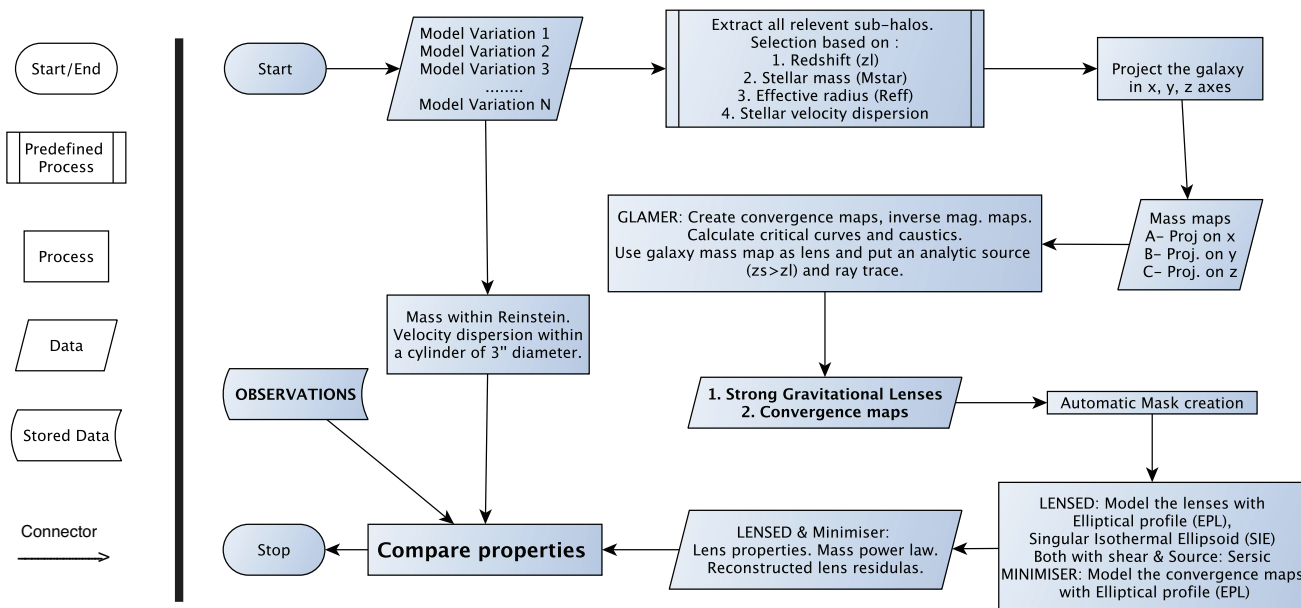 Start/End
Predefined
Process
Process
Data
Stored Data
Connector
Start
Model Variation 1
Model Variation 2
Model Variation 3
........
Model Variation N
Extract all relevent sub-halos.
Selection based on :
1. Redshift (zl)
2. Stellar mass (Mstar)
3. Effective radius (Reff)
4. Stellar velocity dispersion
Project the galaxy
in x, y, z axes
Mass maps
A- Proj on x
B- Proj. on y
C- Proj. on z
GLAMER: Create convergence maps, inverse mag. maps.
Calculate critical curves and caustics.
Use galaxy mass map as lens and put an analytic source
(zs>zl) and ray trace.
Mass within Reinstein.
Velocity dispersion within
a cylinder of 3" diameter.
OBSERVATIONS
1. Strong Gravitational Lenses
2. Convergence maps
Automatic Mask creation
LENSED: Model the lenses with
Elliptical profile (EPL),
Singular Isothermal Ellipsoid (SIE)
Both with shear & Source: Sersic
MINIMISER: Model the convergence maps
with Elliptical profile (EPL)
LENSED & Minimiser:
Lens properties. Mass power law.
Reconstructed lens residulas.
Compare properties
Stop